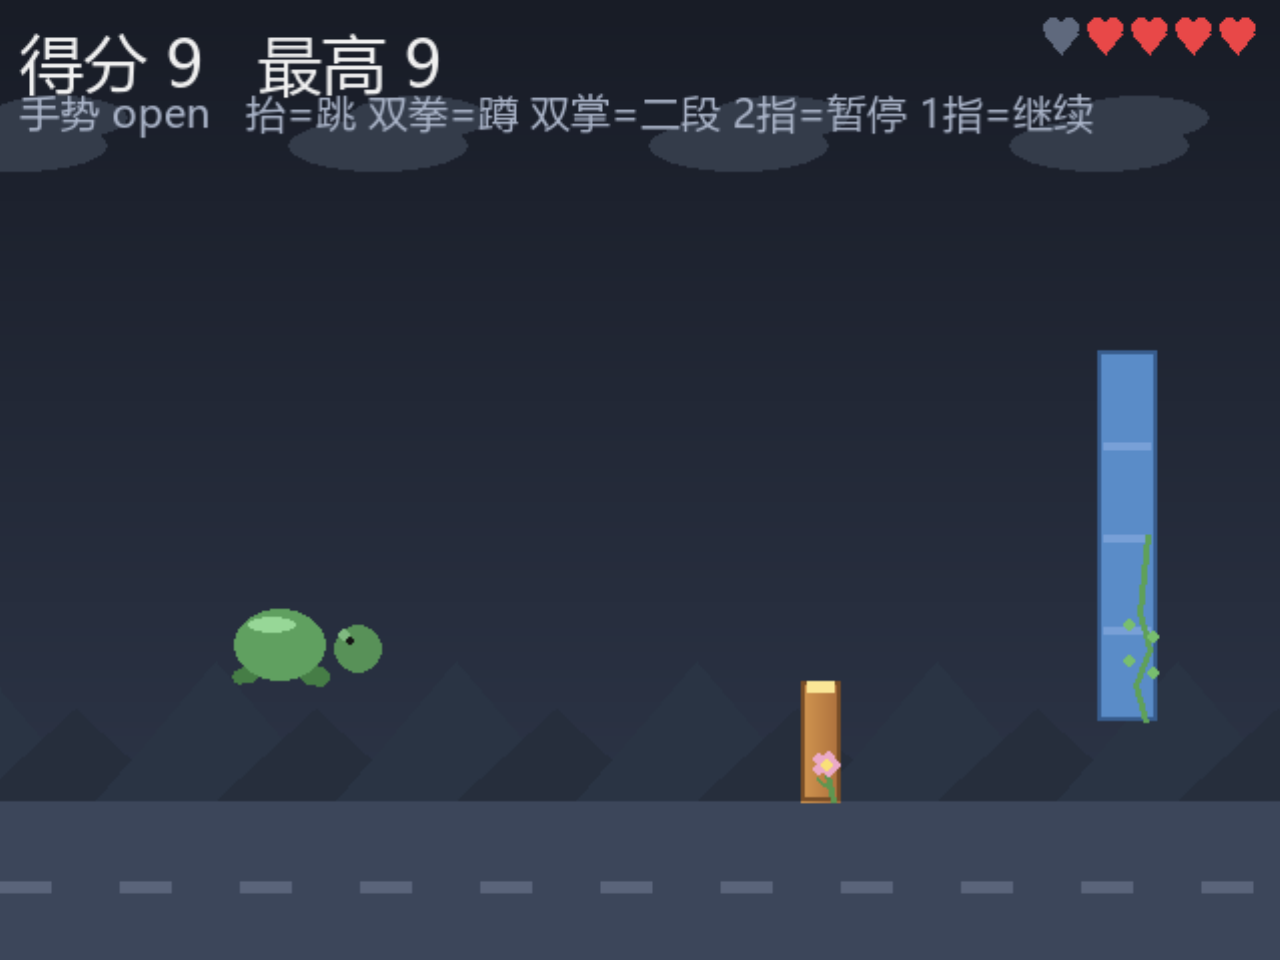 得分 9 最高 9
手势 open 抬=跳 双拳=蹲 双掌=二段 2指=暂停 1指=继续